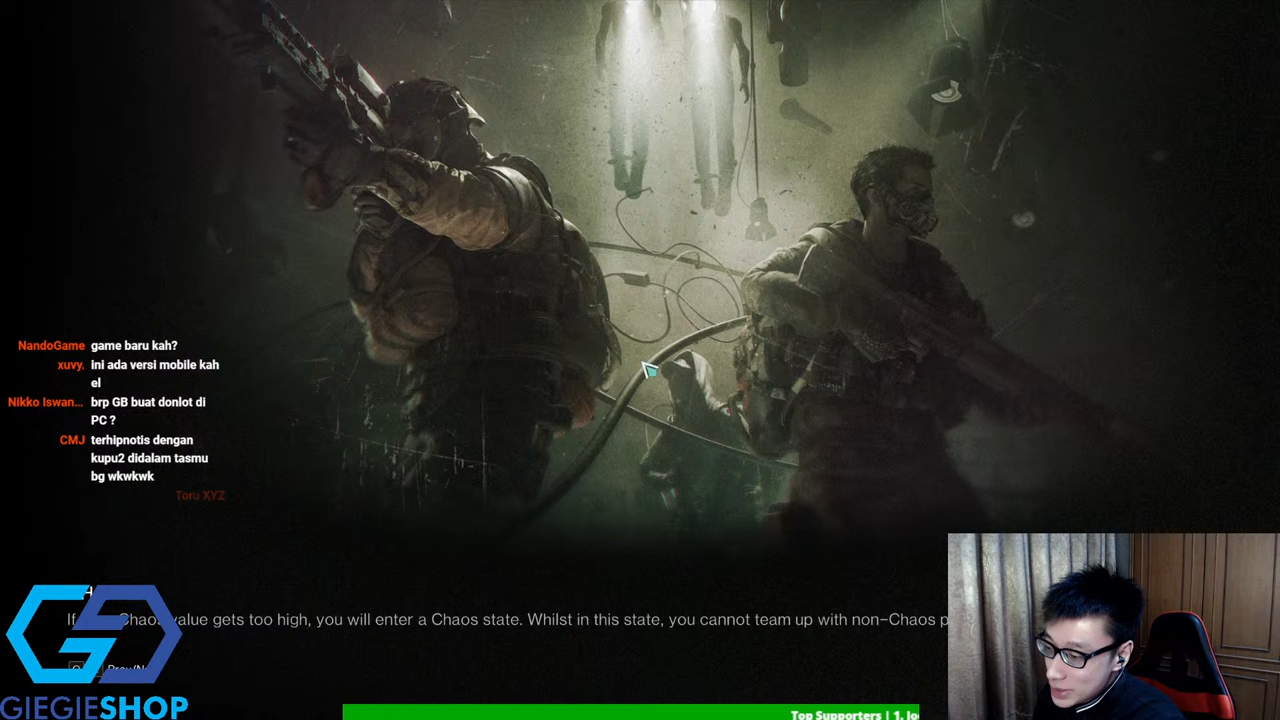 NandoGame game baru kah?
xuvy. ini ada versi mobile kah
el
Nikko Iswan... brp GB buat donlot di
PC ?
CMJ terhipnotis dengan
kupu2 didalam tasmu
bg wkwkwk
Toru XYZ
If Chaos value gets too high, you will enter a Chaos state. Whilst in this state, you cannot team up with non-Chaos p
GIEGIESHOP
Top Supporters | 1.